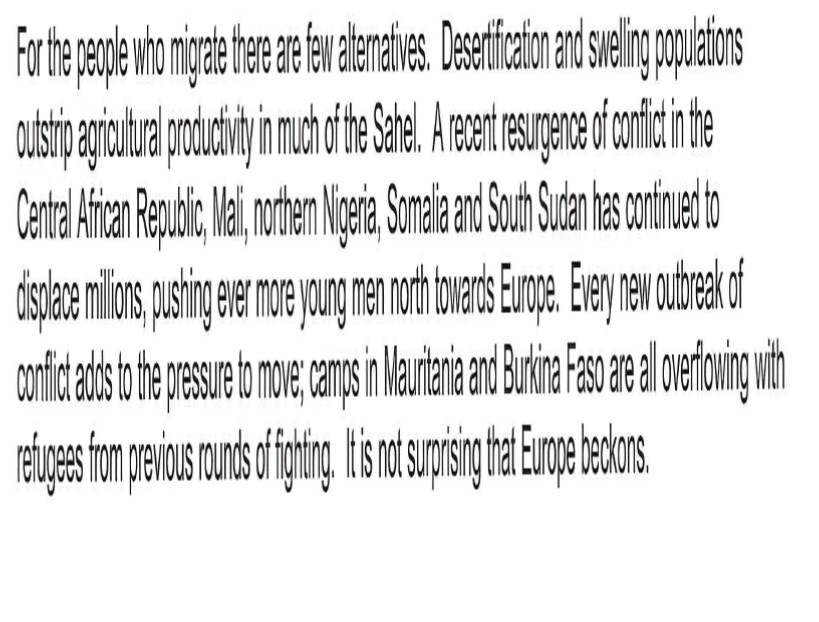 For the people who migrate there are few alternatives.  Desertification and swelling populations
outstrip agricultural productivity in much of the Sahel.  A recent resurgence of conflict in the
Central African Republic, Mali, northern Nigeria, Somalia and South Sudan has continued to
displace millions, pushing ever more young men north towards Europe.  Every new outbreak of
conflict adds to the pressure to move; camps in Mauritania and Burkina Faso are all overflowing with
refugees from previous rounds of fighting.  It is not surprising that Europe beckons.